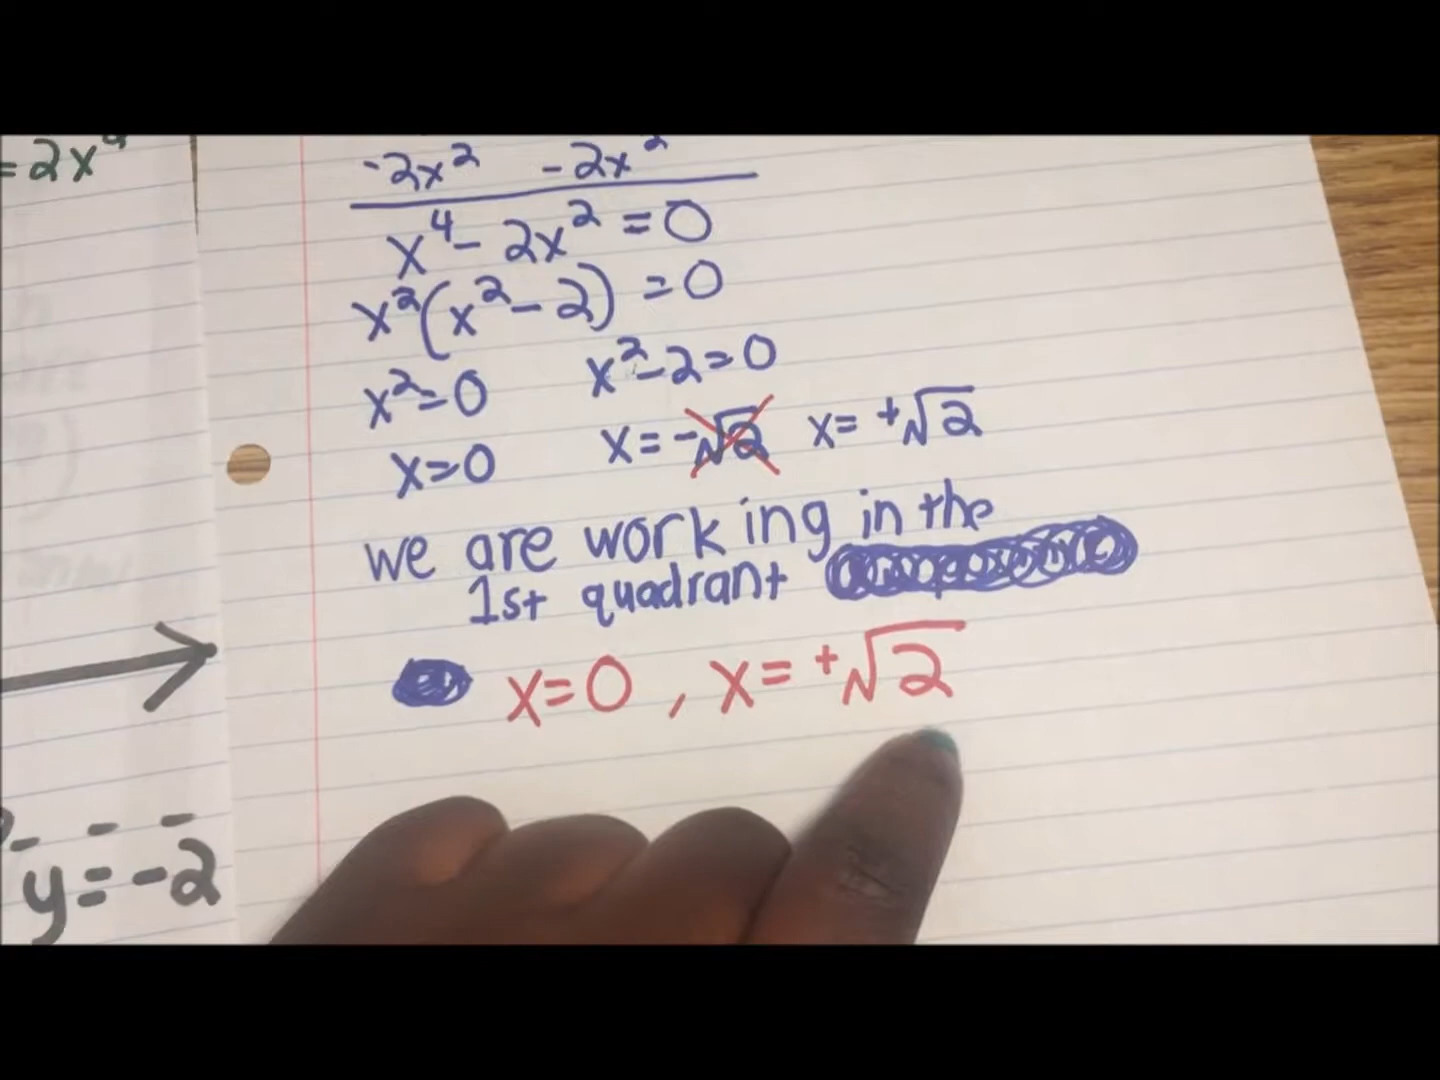 = 2x⁴
-2x² -2x²
x⁴- 2x² = 0
x²(x²-2) = 0
x²=0 x²-2=0
x=0 x=-√2 x= +√2
we are working in the
1st quadrant
x=0 , x= +√2
y= -2